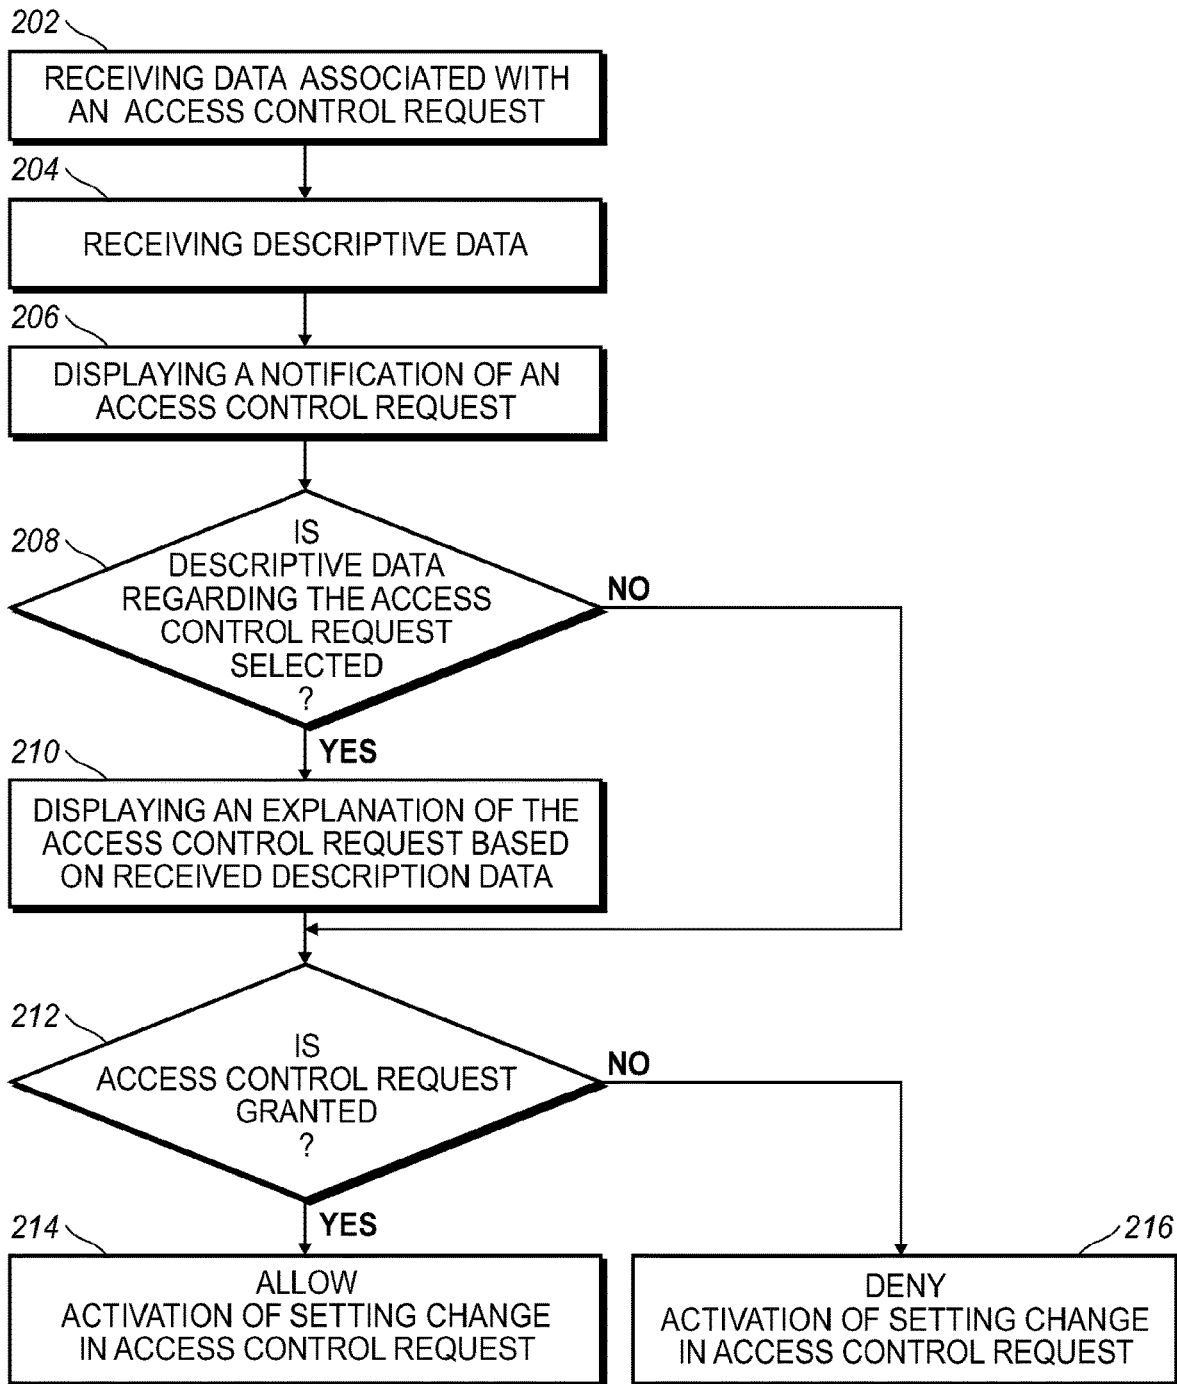 202
RECEIVING DATA ASSOCIATED WITH
AN ACCESS CONTROL REQUEST
204
RECEIVING DESCRIPTIVE DATA
206
DISPLAYING A NOTIFICATION OF AN
ACCESS CONTROL REQUEST
208
IS
DESCRIPTIVE DATA
REGARDING THE ACCESS
CONTROL REQUEST
SELECTED
?
NO
YES
210
DISPLAYING AN EXPLANATION OF THE
ACCESS CONTROL REQUEST BASED
ON RECEIVED DESCRIPTION DATA
212
IS
ACCESS CONTROL REQUEST
GRANTED
?
NO
YES
214
ALLOW
ACTIVATION OF SETTING CHANGE
IN ACCESS CONTROL REQUEST
216
DENY
ACTIVATION OF SETTING CHANGE
IN ACCESS CONTROL REQUEST